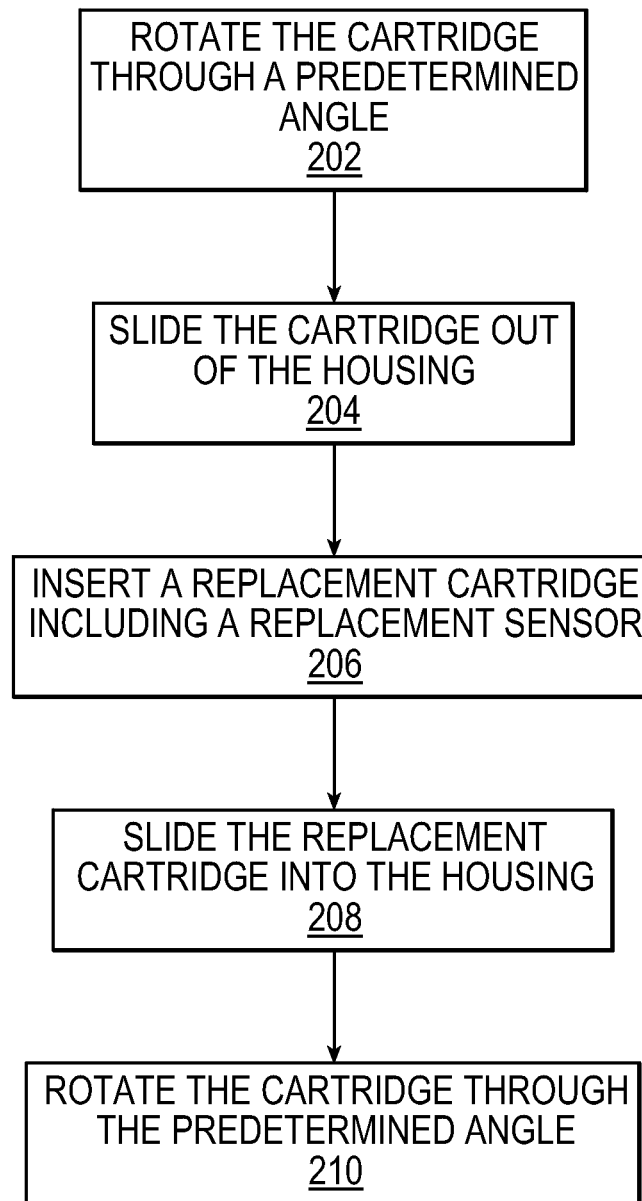 ROTATE THE CARTRIDGE
THROUGH A PREDETERMINED
ANGLE
202
SLIDE THE CARTRIDGE OUT
OF THE HOUSING
204
INSERT A REPLACEMENT CARTRIDGE
INCLUDING A REPLACEMENT SENSOR
206
SLIDE THE REPLACEMENT
CARTRIDGE INTO THE HOUSING
208
ROTATE THE CARTRIDGE THROUGH
THE PREDETERMINED ANGLE
210